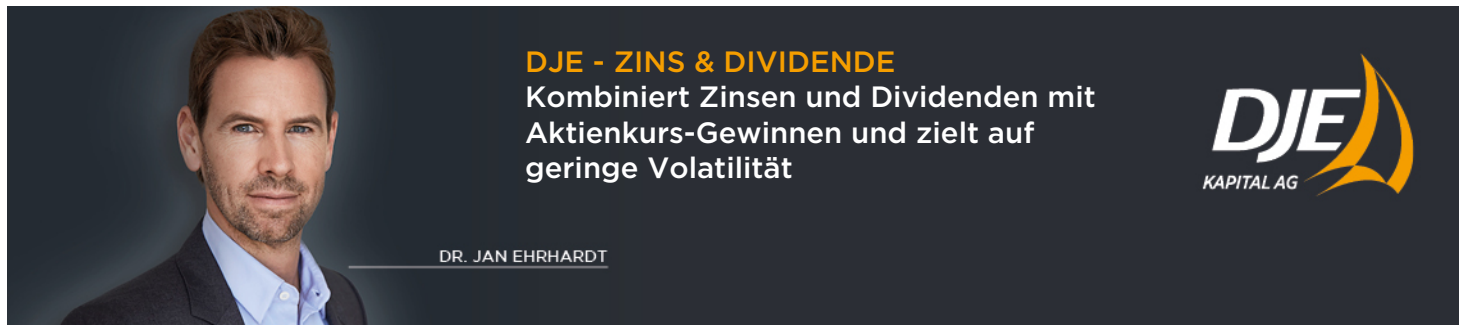 DJE - ZINS & DIVIDENDE
Kombiniert Zinsen und Dividenden mit
Aktienkurs-Gewinnen und zielt auf
geringe Volatilität
DJE
KAPITAL AG
DR. JAN EHRHARDT